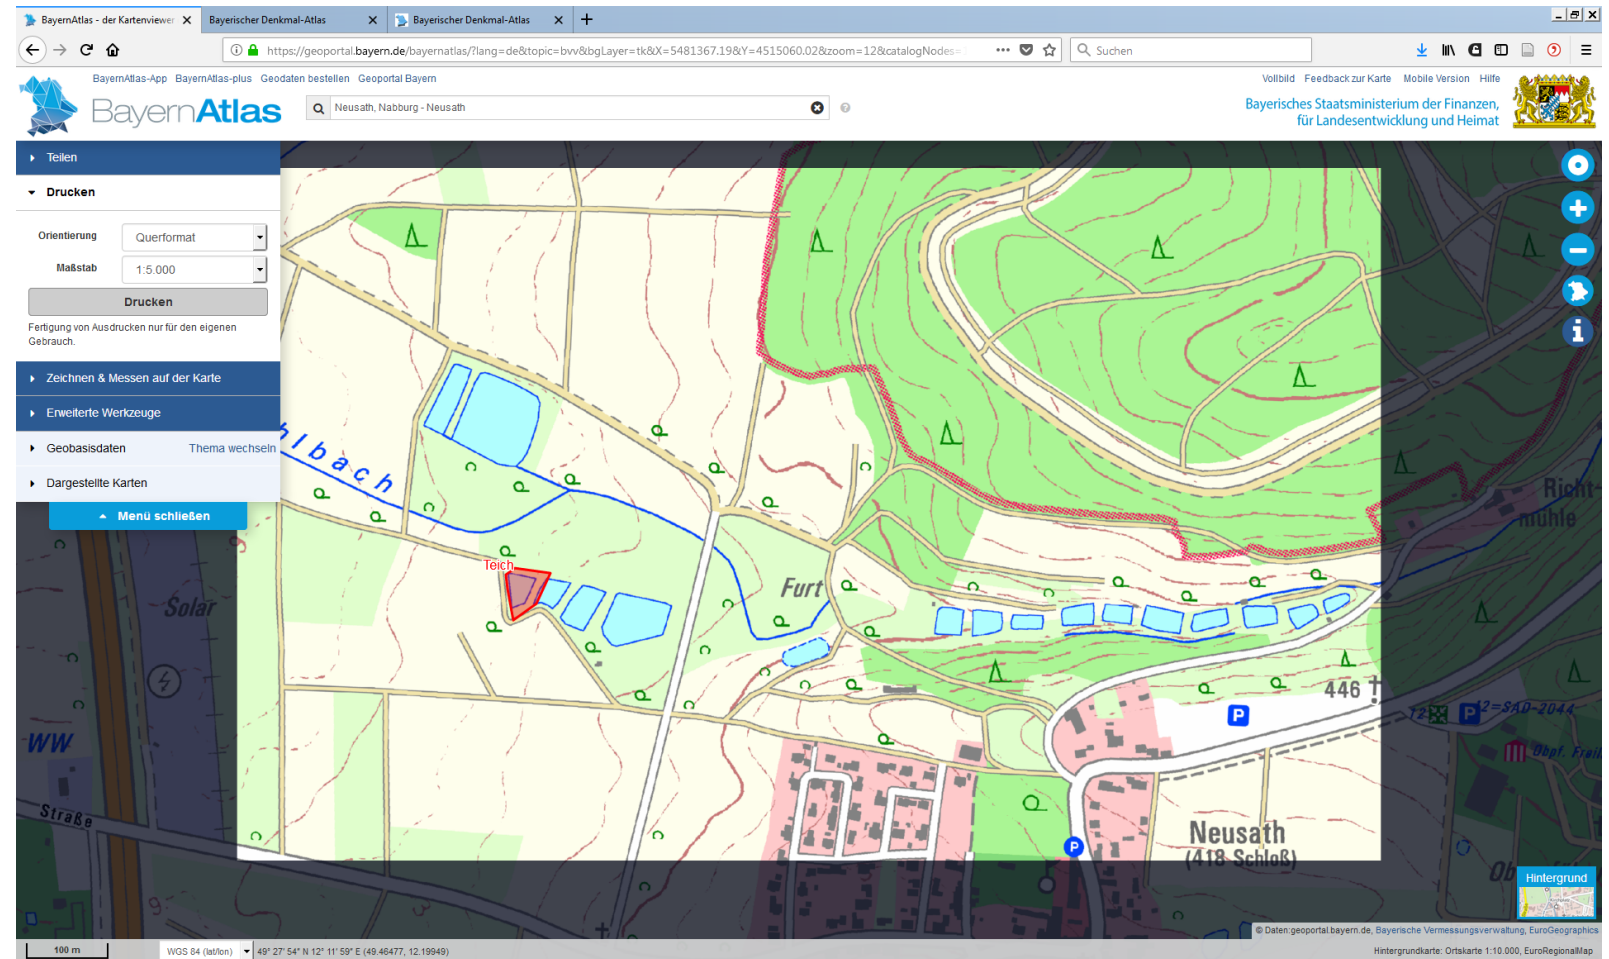 BayernAtlas - der Kartenviewer
Bayerischer Denkmal-Atlas
Bayerischer Denkmal-Atlas
https://geoportal.bayern.de/bayernatlas/?lang=de&topic=bvv&bgLayer=tk&X=5481367.19&Y=4515060.02&zoom=12&catalogNodes=
Suchen
BayernAtlas-App BayernAtlas-plus Geodaten bestellen Geoportal Bayern
Vollbild Feedback zur Karte Mobile Version Hilfe
BayernAtlas
Neusath, Nabburg - Neusath
Bayerisches Staatsministerium der Finanzen,
für Landesentwicklung und Heimat
Teilen
Drucken
Orientierung Querformat
Maßstab 1:5.000
Drucken
Fertigung von Ausdrucken nur für den eigenen
Gebrauch.
Zeichnen & Messen auf der Karte
Erweiterte Werkzeuge
Geobasisdaten Thema wechseln
Dargestellte Karten
Menü schließen
hlbach
Richt-
mühle
Teich
Furt
Solar
446
P
WW
12=SAD-2044
P
Obpf. Freil
Straße
Neusath
(418 Schloß)
P
Ob
Hintergrund
© Daten:geoportal.bayern.de, Bayerische Vermessungsverwaltung, EuroGeographics
100 m
WGS 84 (lat/lon)
49° 27' 54" N 12° 11' 59" E (49.46477, 12.19949)
Hintergrundkarte: Ortskarte 1:10.000, EuroRegionalMap